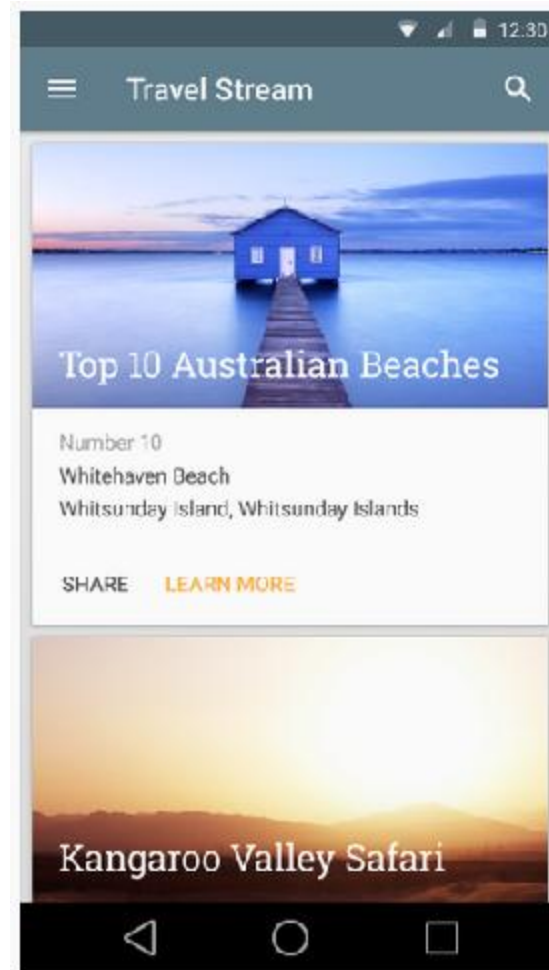 12:30
Travel Stream
Top 10 Australian Beaches
Number 10
Whitehaven Beach
Whitsunday Island, Whitsunday Islands
SHARE LEARN MORE
Kangaroo Valley Safari